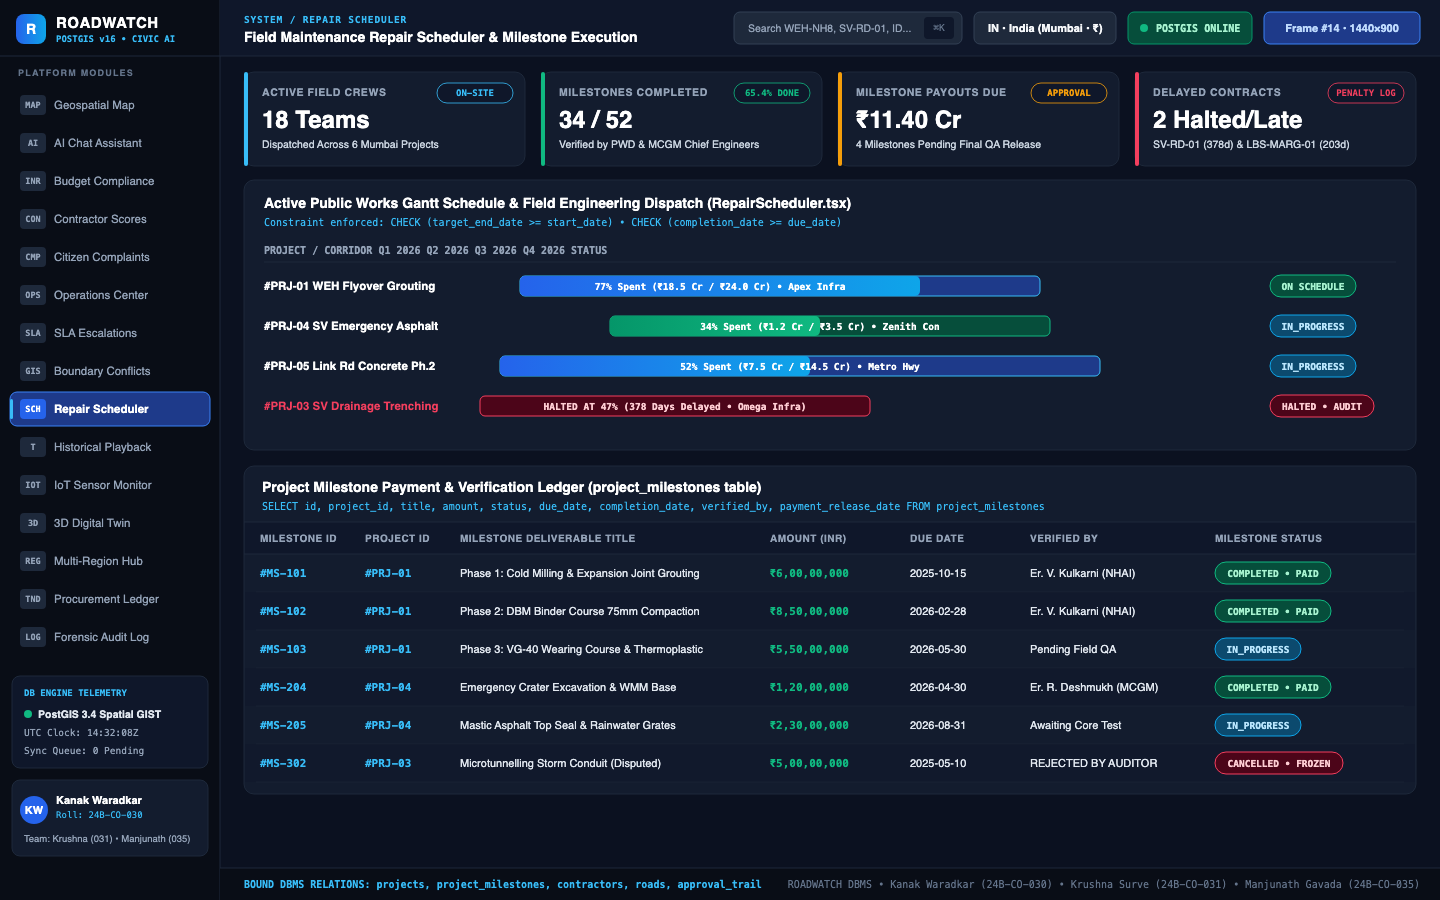 R
ROADWATCH
POSTGIS v16 • CIVIC AI
PLATFORM MODULES
MAP Geospatial Map
AI AI Chat Assistant
INR Budget Compliance
CON Contractor Scores
CMP Citizen Complaints
OPS Operations Center
SLA SLA Escalations
GIS Boundary Conflicts
SCH Repair Scheduler
T Historical Playback
IOT IoT Sensor Monitor
3D 3D Digital Twin
REG Multi-Region Hub
TND Procurement Ledger
LOG Forensic Audit Log
DB ENGINE TELEMETRY
PostGIS 3.4 Spatial GIST
UTC Clock: 14:32:08Z
Sync Queue: 0 Pending
KW
Kanak Waradkar
Roll: 24B-CO-030
Team: Krushna (031) • Manjunath (035)
SYSTEM / REPAIR SCHEDULER
Field Maintenance Repair Scheduler & Milestone Execution
Search WEH-NH8, SV-RD-01, ID... ⌘K
IN • India (Mumbai • ₹)
POSTGIS ONLINE
Frame #14 • 1440×900
ACTIVE FIELD CREWS
ON-SITE
18 Teams
Dispatched Across 6 Mumbai Projects
MILESTONES COMPLETED
65.4% DONE
34 / 52
Verified by PWD & MCGM Chief Engineers
MILESTONE PAYOUTS DUE
APPROVAL
₹11.40 Cr
4 Milestones Pending Final QA Release
DELAYED CONTRACTS
PENALTY LOG
2 Halted/Late
SV-RD-01 (378d) & LBS-MARG-01 (203d)
Active Public Works Gantt Schedule & Field Engineering Dispatch (RepairScheduler.tsx)
Constraint enforced: CHECK (target_end_date >= start_date) • CHECK (completion_date >= due_date)
PROJECT / CORRIDOR Q1 2026 Q2 2026 Q3 2026 Q4 2026 STATUS
#PRJ-01 WEH Flyover Grouting 77% Spent (₹18.5 Cr / ₹24.0 Cr) • Apex Infra ON SCHEDULE
#PRJ-04 SV Emergency Asphalt 34% Spent (₹1.2 Cr / ₹3.5 Cr) • Zenith Con IN_PROGRESS
#PRJ-05 Link Rd Concrete Ph.2 52% Spent (₹7.5 Cr / ₹14.5 Cr) • Metro Hwy IN_PROGRESS
#PRJ-03 SV Drainage Trenching HALTED AT 47% (378 Days Delayed • Omega Infra) HALTED • AUDIT
Project Milestone Payment & Verification Ledger (project_milestones table)
SELECT id, project_id, title, amount, status, due_date, completion_date, verified_by, payment_release_date FROM project_milestones
MILESTONE ID PROJECT ID MILESTONE DELIVERABLE TITLE AMOUNT (INR) DUE DATE VERIFIED BY MILESTONE STATUS
#MS-101 #PRJ-01 Phase 1: Cold Milling & Expansion Joint Grouting ₹6,00,00,000 2025-10-15 Er. V. Kulkarni (NHAI) COMPLETED • PAID
#MS-102 #PRJ-01 Phase 2: DBM Binder Course 75mm Compaction ₹8,50,00,000 2026-02-28 Er. V. Kulkarni (NHAI) COMPLETED • PAID
#MS-103 #PRJ-01 Phase 3: VG-40 Wearing Course & Thermoplastic ₹5,50,00,000 2026-05-30 Pending Field QA IN_PROGRESS
#MS-204 #PRJ-04 Emergency Crater Excavation & WMM Base ₹1,20,00,000 2026-04-30 Er. R. Deshmukh (MCGM) COMPLETED • PAID
#MS-205 #PRJ-04 Mastic Asphalt Top Seal & Rainwater Grates ₹2,30,00,000 2026-08-31 Awaiting Core Test IN_PROGRESS
#MS-302 #PRJ-03 Microtunnelling Storm Conduit (Disputed) ₹5,00,00,000 2025-05-10 REJECTED BY AUDITOR CANCELLED • FROZEN
BOUND DBMS RELATIONS: projects, project_milestones, contractors, roads, approval_trail
ROADWATCH DBMS • Kanak Waradkar (24B-CO-030) • Krushna Surve (24B-CO-031) • Manjunath Gavada (24B-CO-035)